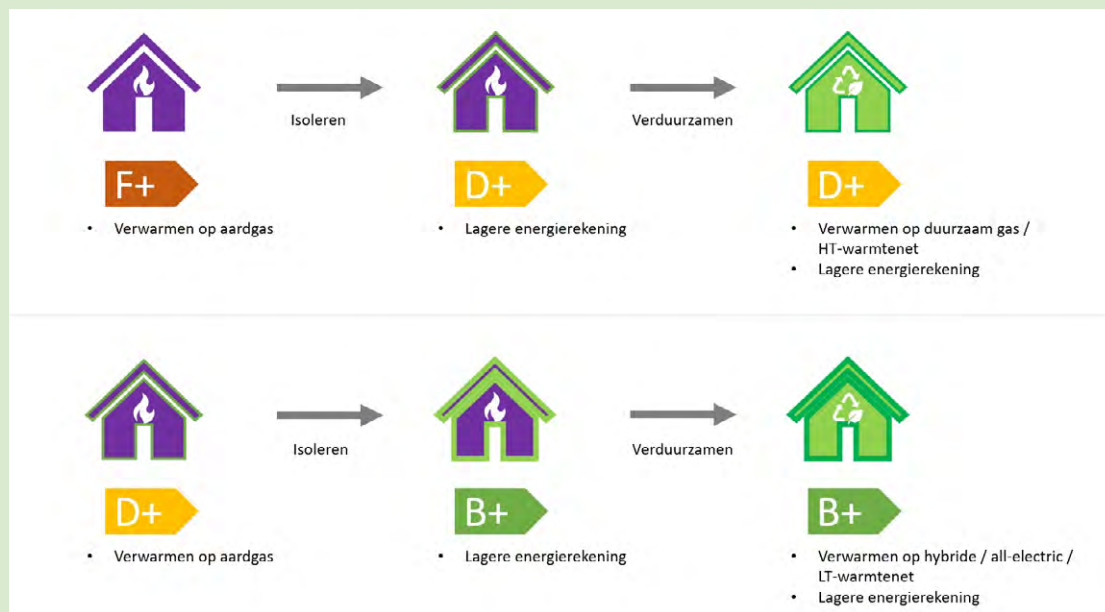 Isoleren
Verduurzamen
F+
D+
D+
• Verwarmen op aardgas
• Lagere energierekening
• Verwarmen op duurzaam gas /
HT-warmtenet
• Lagere energierekening
Isoleren
Verduurzamen
D+
B+
B+
• Verwarmen op aardgas
• Lagere energierekening
• Verwarmen op hybride / all-electric /
LT-warmtenet
• Lagere energierekening